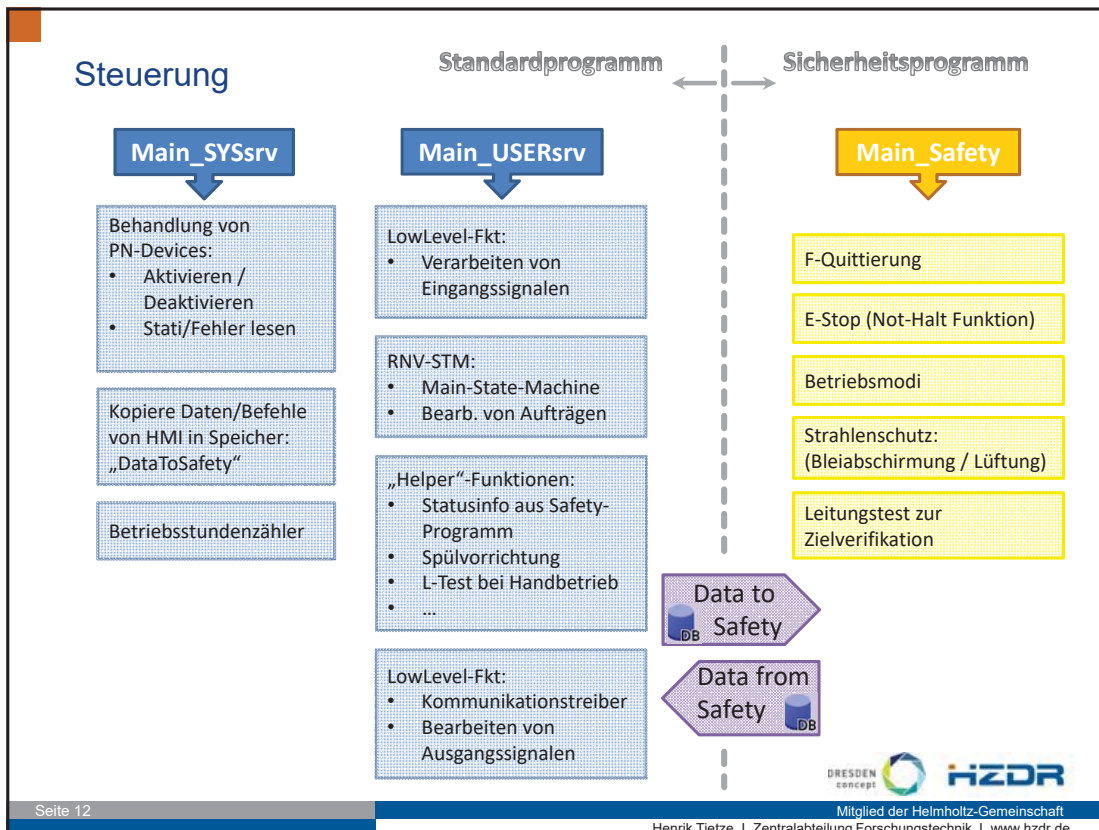 Steuerung
Standardprogramm
Sicherheitsprogramm
Main_SYSsrv
Behandlung von
PN-Devices:
• Aktivieren /
Deaktivieren
• Stati/Fehler lesen
Kopiere Daten/Befehle
von HMI in Speicher:
„DataToSafety“
Betriebsstundenzähler
Main_USERsrv
LowLevel-Fkt:
• Verarbeiten von
Eingangssignalen
RNV-STM:
• Main-State-Machine
• Bearb. von Aufträgen
„Helper“-Funktionen:
• Statusinfo aus Safety-
Programm
• Spülvorrichtung
• L-Test bei Handbetrieb
• …
LowLevel-Fkt:
• Kommunikationstreiber
• Bearbeiten von
Ausgangssignalen
Main_Safety
F-Quittierung
E-Stop (Not-Halt Funktion)
Betriebsmodi
Strahlenschutz:
(Bleiabschirmung / Lüftung)
Leitungstest zur
Zielverifikation
Data to
Safety
DB
Data from
Safety
DB
DRESDEN
concept
HZDR
Seite 12
Mitglied der Helmholtz-Gemeinschaft
Henrik Tietze | Zentralabteilung Forschungstechnik | www.hzdr.de